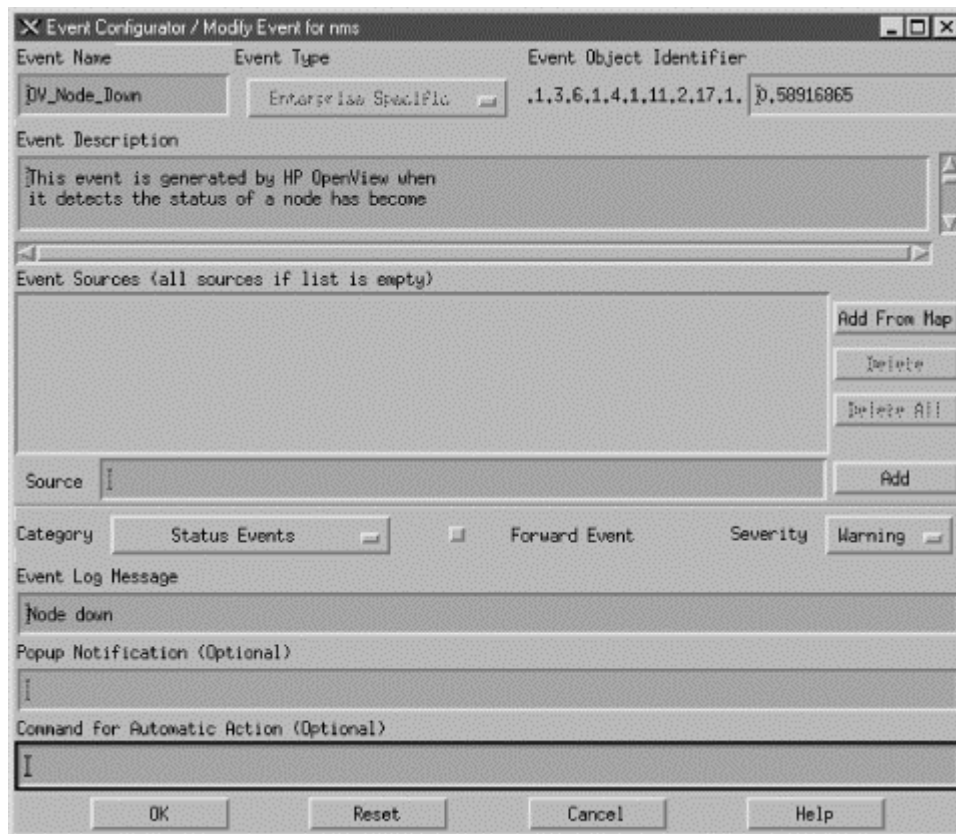 Event Configurator / Modify Event for nms
Event Name Event Type Event Object Identifier
OV_Node_Down Enterprise Specific .1.3.6.1.4.1.11.2.17.1. 0.58916865
Event Description
This event is generated by HP OpenView when
it detects the status of a node has become
Event Sources (all sources if list is empty)
Add From Map
Delete
Delete All
Source Add
Category Status Events Forward Event Severity Warning
Event Log Message
Node down
Popup Notification (Optional)
Command for Automatic Action (Optional)
OK Reset Cancel Help